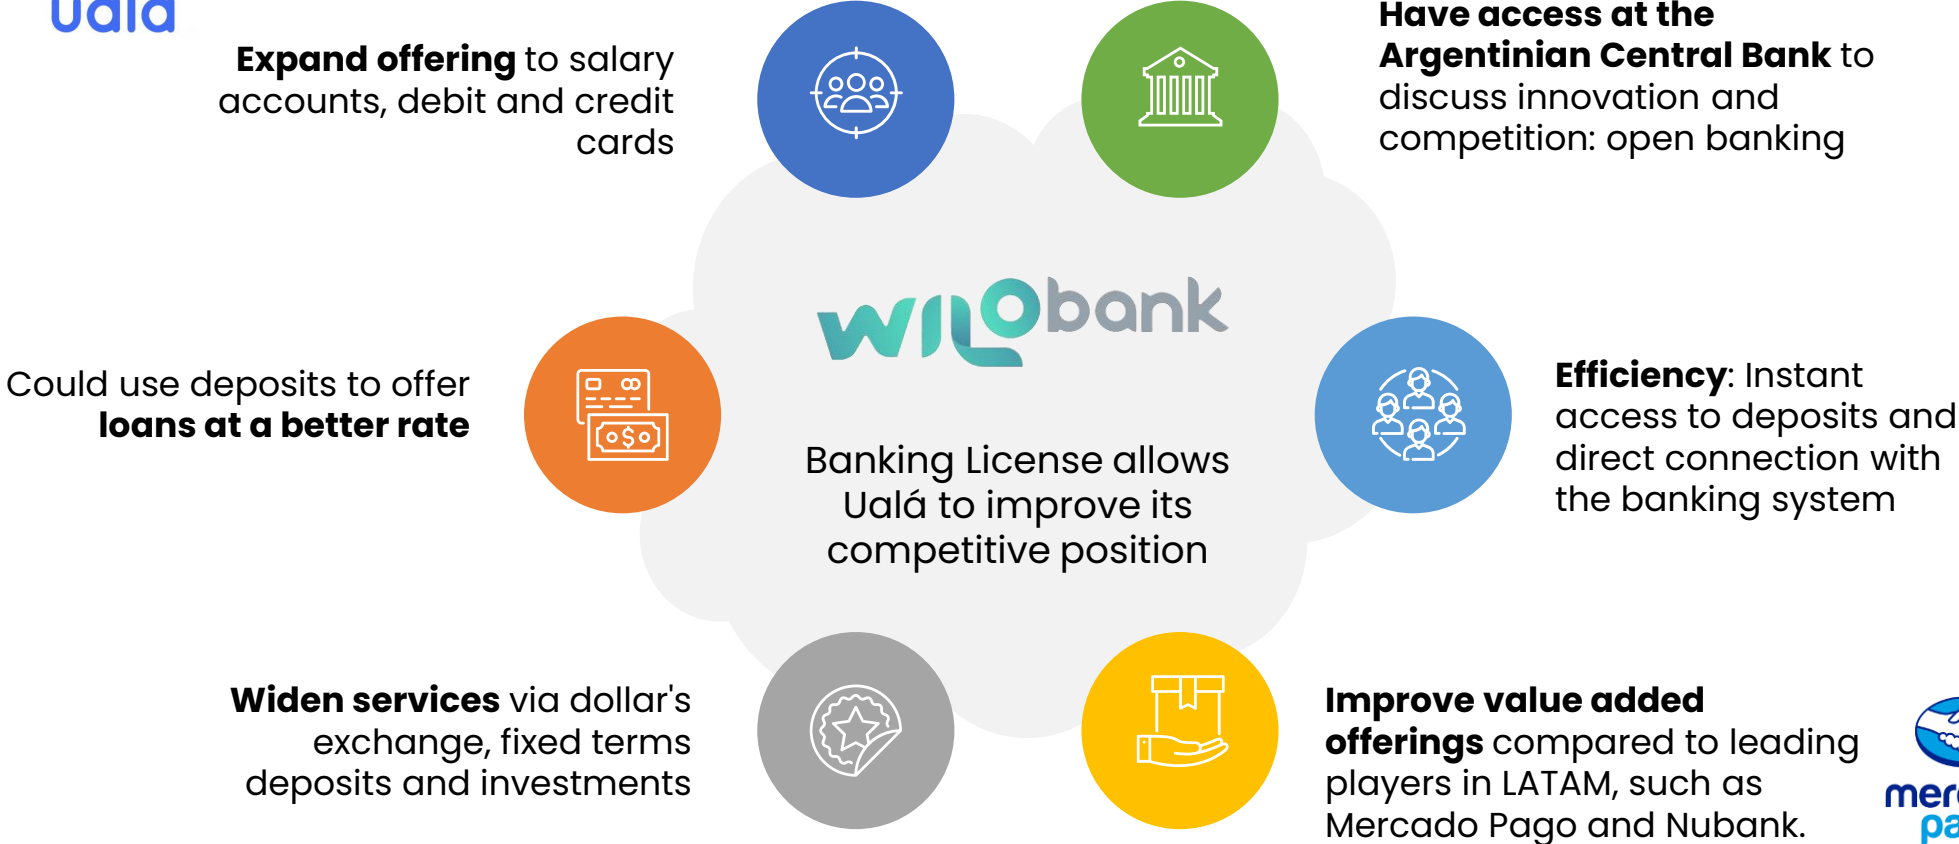 ualá
Expand offering to salary
accounts, debit and credit
cards
Have access at the
Argentinian Central Bank to
discuss innovation and
competition: open banking
wilobank
Could use deposits to offer
loans at a better rate
Banking License allows
Ualá to improve its
competitive position
Efficiency: Instant
access to deposits and
direct connection with
the banking system
Widen services via dollar's
exchange, fixed terms
deposits and investments
Improve value added
offerings compared to leading
players in LATAM, such as
Mercado Pago and Nubank.